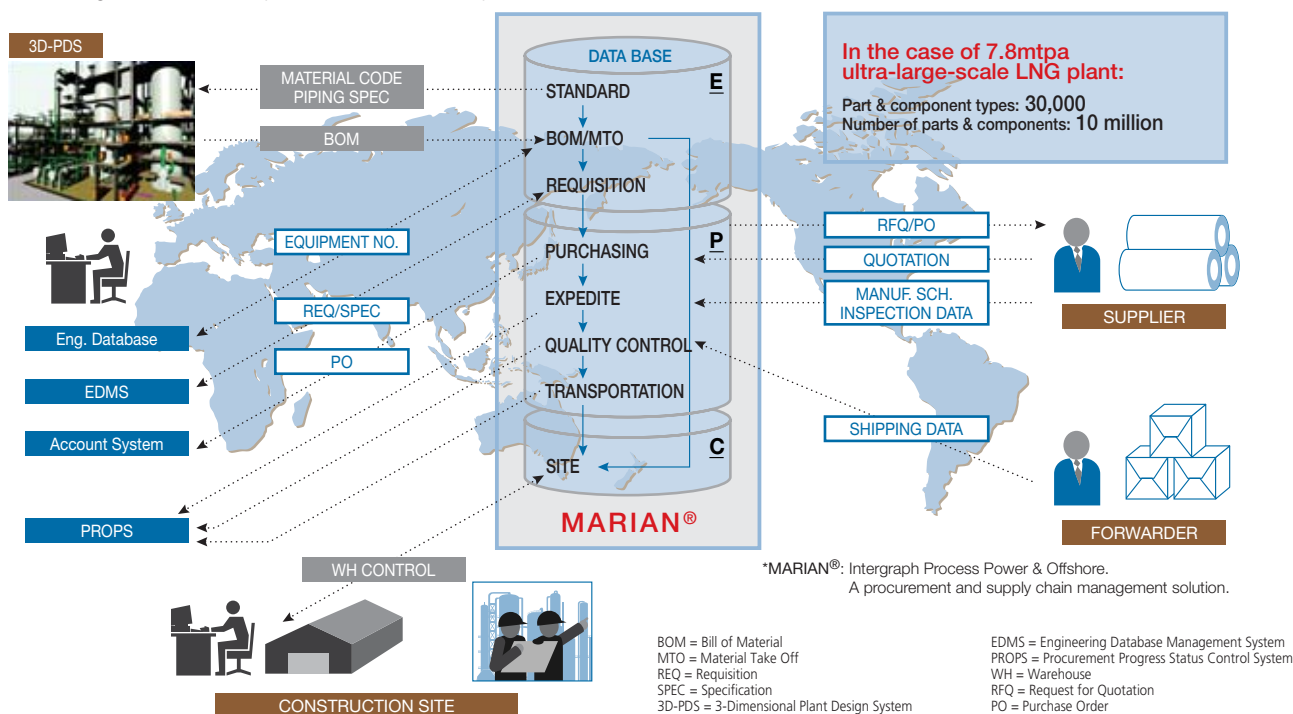 3D-PDS
MATERIAL CODE
PIPING SPEC
BOM
DATA BASE
E
STANDARD
BOM/MTO
REQUISITION
P
PURCHASING
EXPEDITE
QUALITY CONTROL
TRANSPORTATION
C
SITE
MARIAN®
In the case of 7.8mtpa
ultra-large-scale LNG plant:
Part & component types: 30,000
Number of parts & components: 10 million
EQUIPMENT NO.
REQ/SPEC
PO
Eng. Database
EDMS
Account System
PROPS
RFQ/PO
QUOTATION
MANUF. SCH.
INSPECTION DATA
SUPPLIER
SHIPPING DATA
FORWARDER
WH CONTROL
CONSTRUCTION SITE
*MARIAN®: Intergraph Process Power & Offshore.
A procurement and supply chain management solution.
BOM = Bill of Material
MTO = Material Take Off
REQ = Requisition
SPEC = Specification
3D-PDS = 3-Dimensional Plant Design System
EDMS = Engineering Database Management System
PROPS = Procurement Progress Status Control System
WH = Warehouse
RFQ = Request for Quotation
PO = Purchase Order